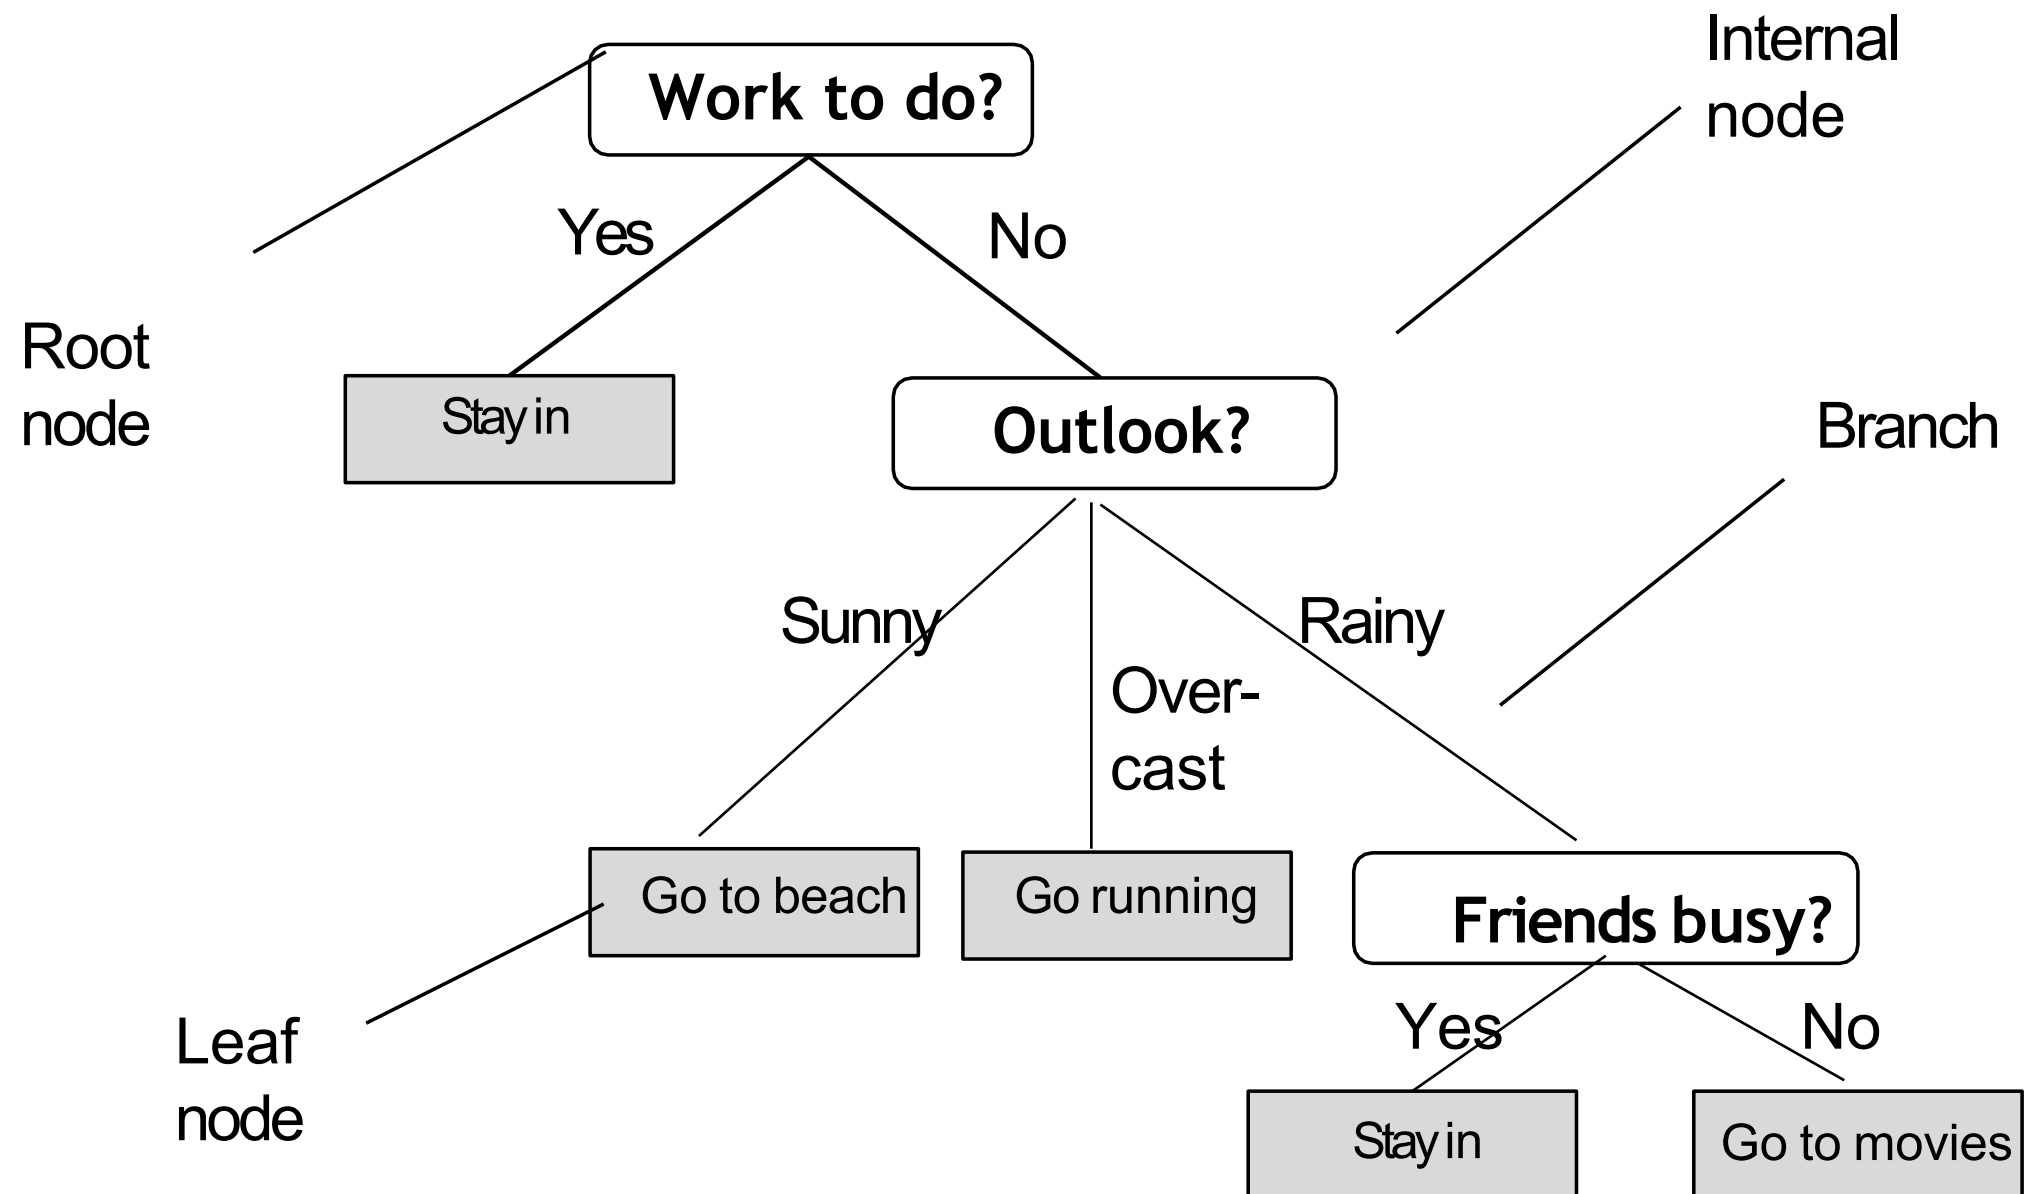 Internal
node
Work to do?
Yes
No
Root
node
Stay in
Outlook?
Branch
Sunny
Rainy
Over-
cast
Go to beach
Go running
Friends busy?
Leaf
node
Yes
No
Stay in
Go to movies